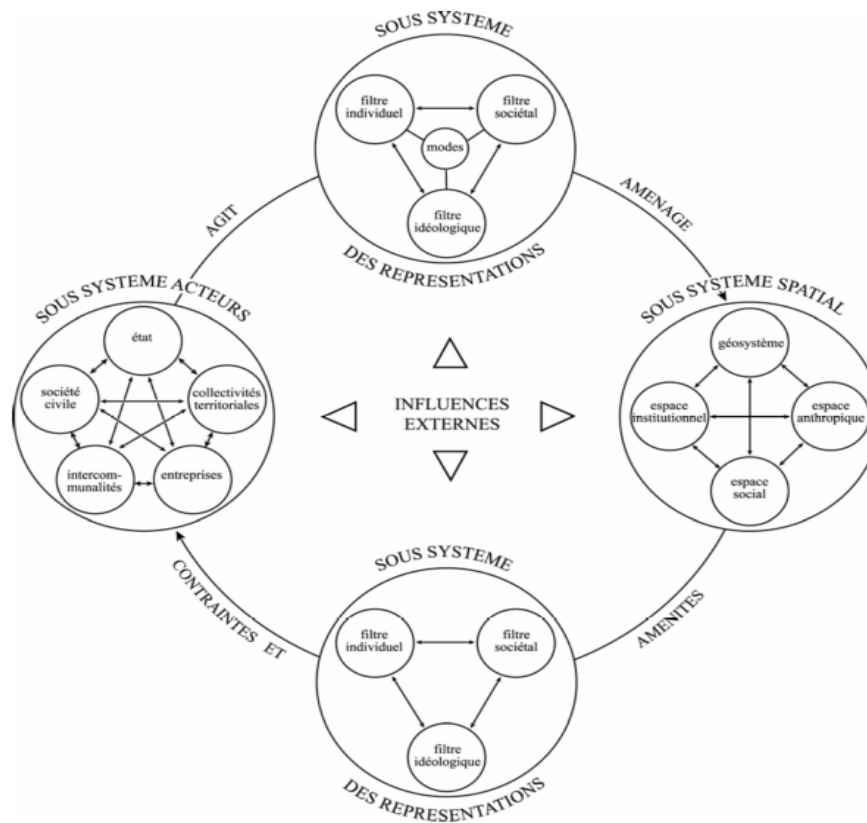 SOUS SYSTEME
filtre
individuel
filtre
sociétal
modes
filtre
idéologique
DES REPRESENTATIONS
AGIT
AMENAGE
SOUS SYSTEME ACTEURS
état
société
civile
collectivités
territoriales
intercom-
munalités
entreprises
INFLUENCES
EXTERNES
SOUS SYSTEME SPATIAL
géosystème
espace
institutionnel
espace
anthropique
espace
social
CONTRAINTES ET
AMENITES
SOUS SYSTEME
filtre
individuel
filtre
sociétal
filtre
idéologique
DES REPRESENTATIONS